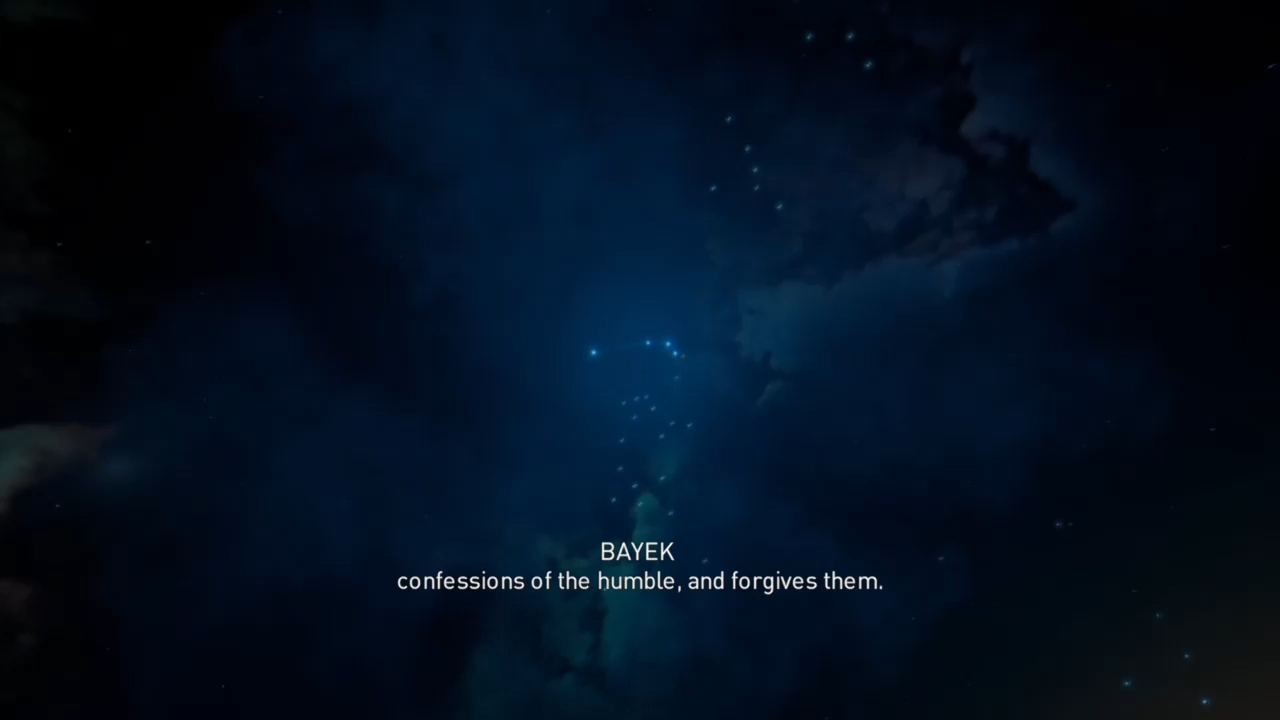 BAYEK
confessions of the humble, and forgives them.